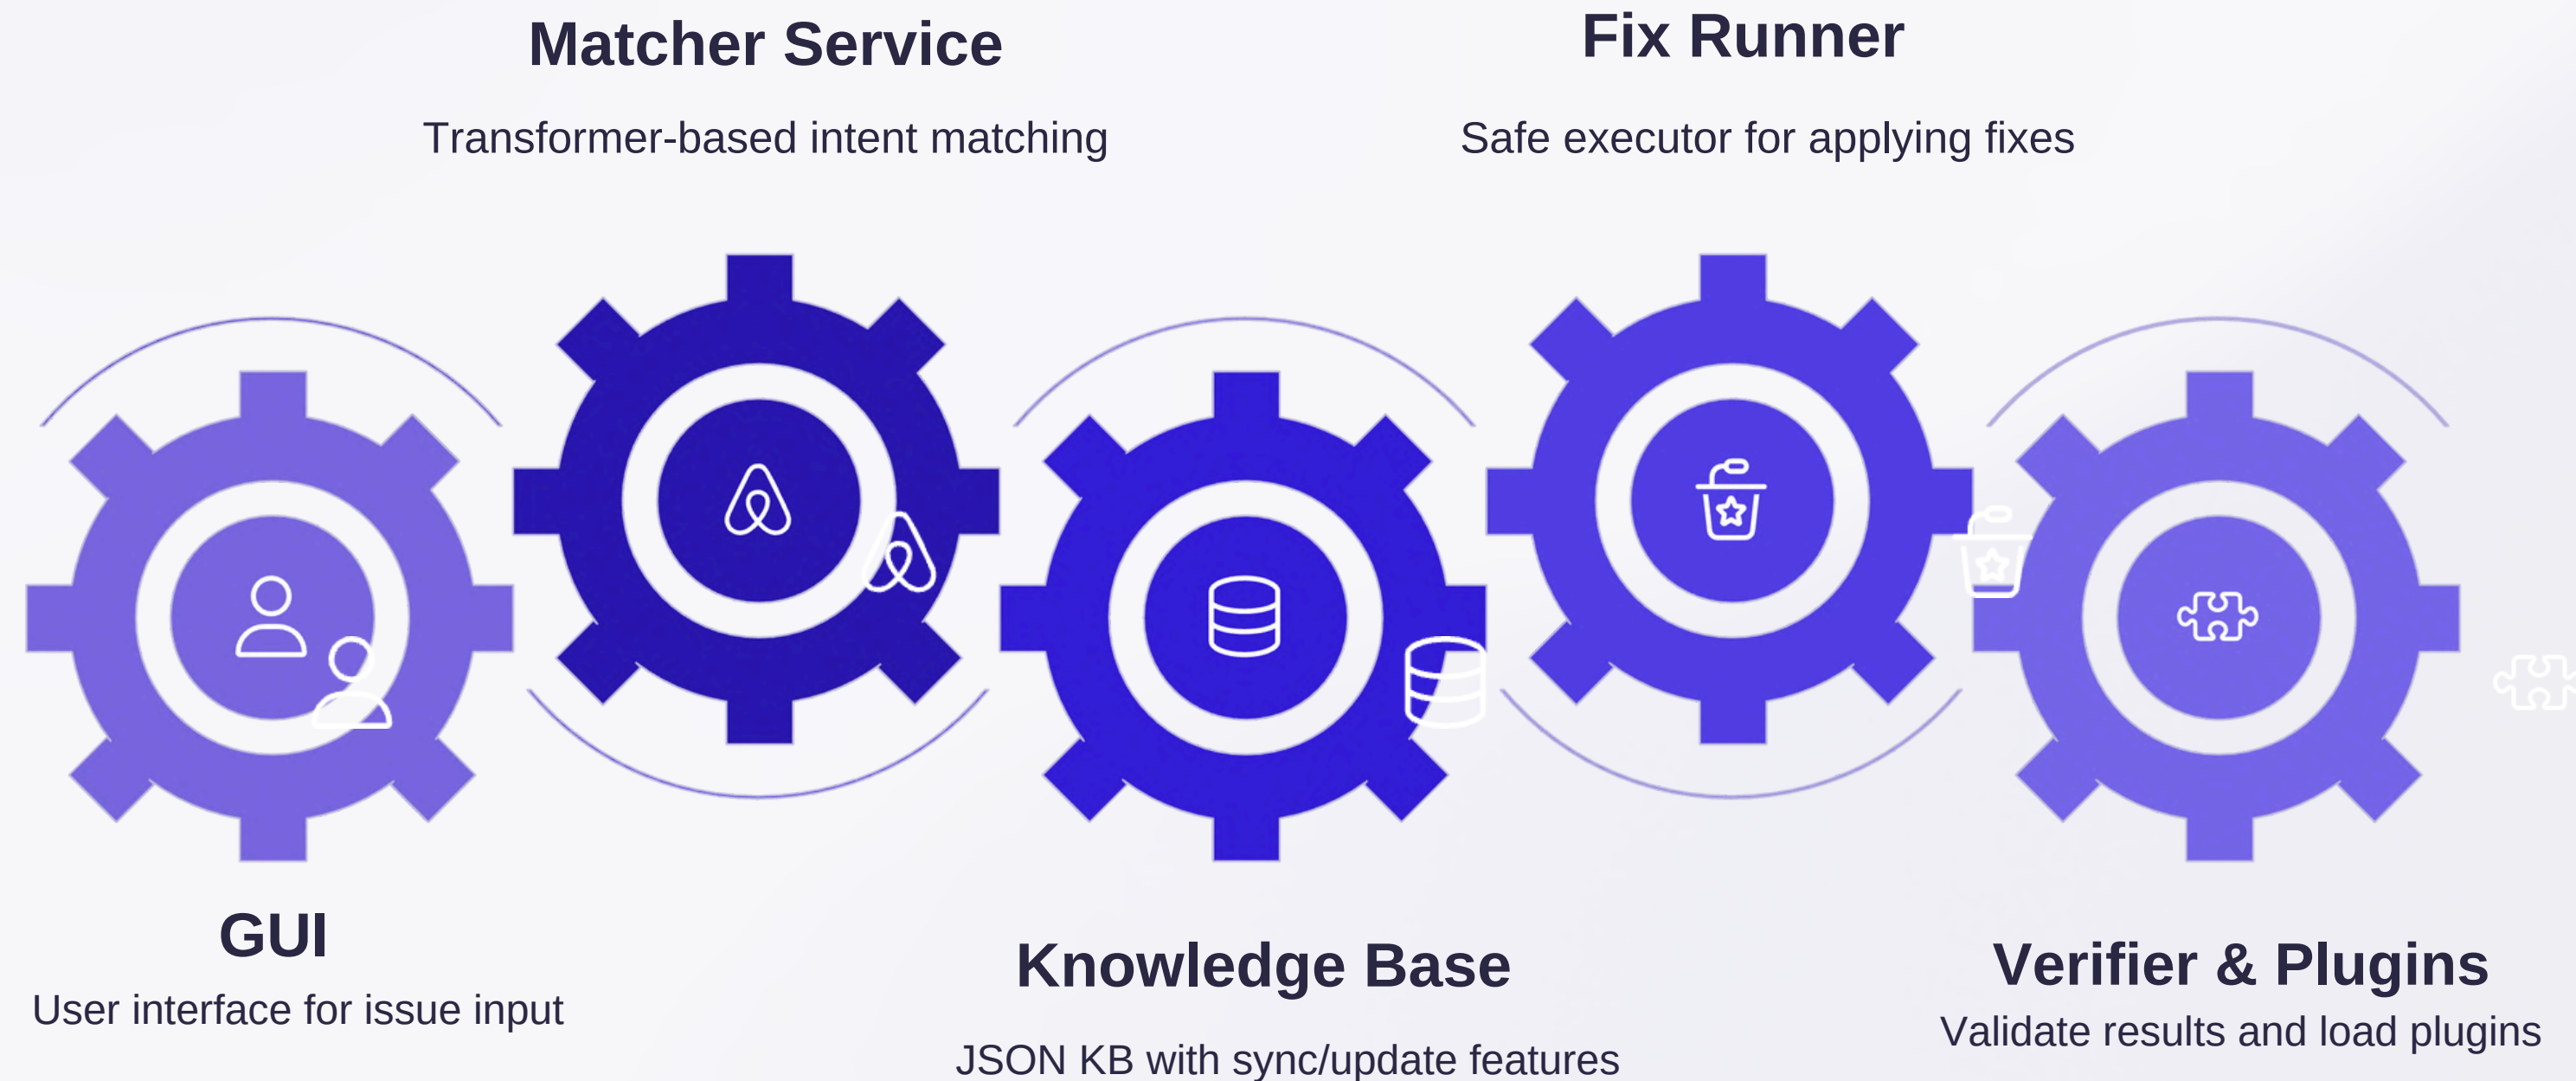 Matcher Service
Transformer-based intent matching
Fix Runner
Safe executor for applying fixes
GUI
User interface for issue input
Knowledge Base
JSON KB with sync/update features
Verifier & Plugins
Validate results and load plugins